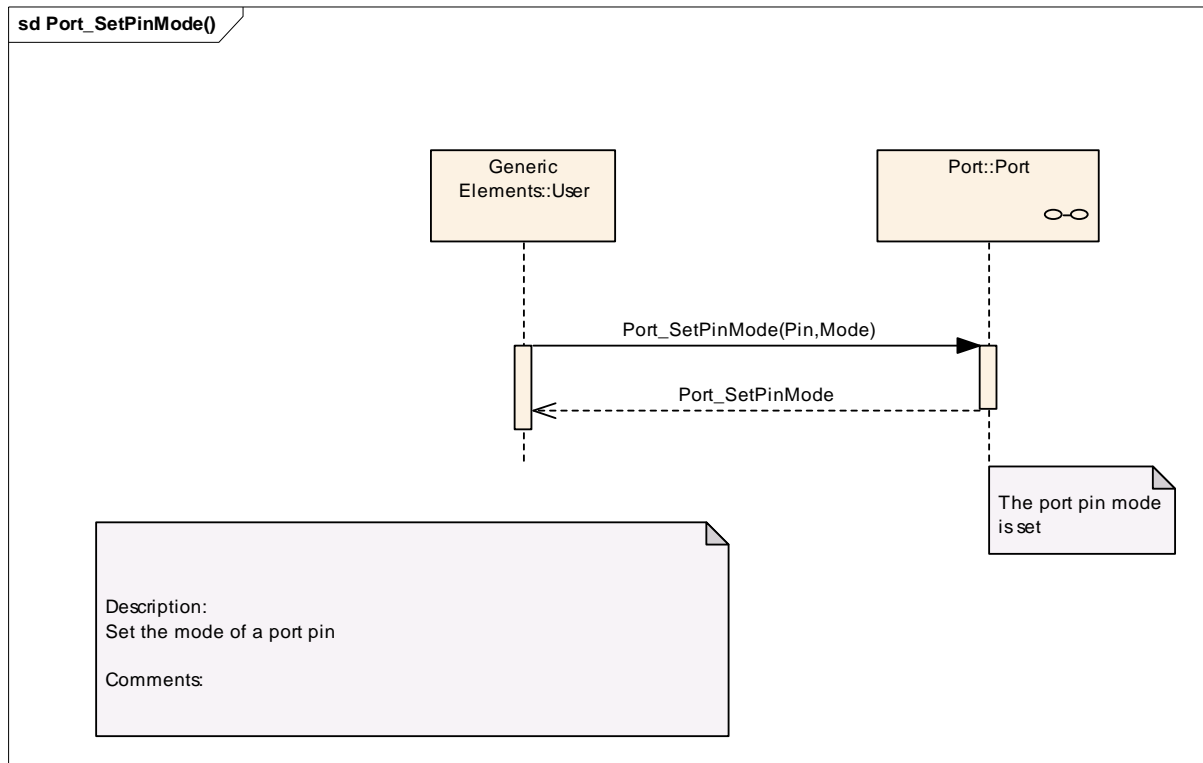 sd Port_SetPinMode()
Generic
Elements::User
Port::Port
Port_SetPinMode(Pin,Mode)
Port_SetPinMode
The port pin mode
is set
Description:
Set the mode of a port pin
Comments: